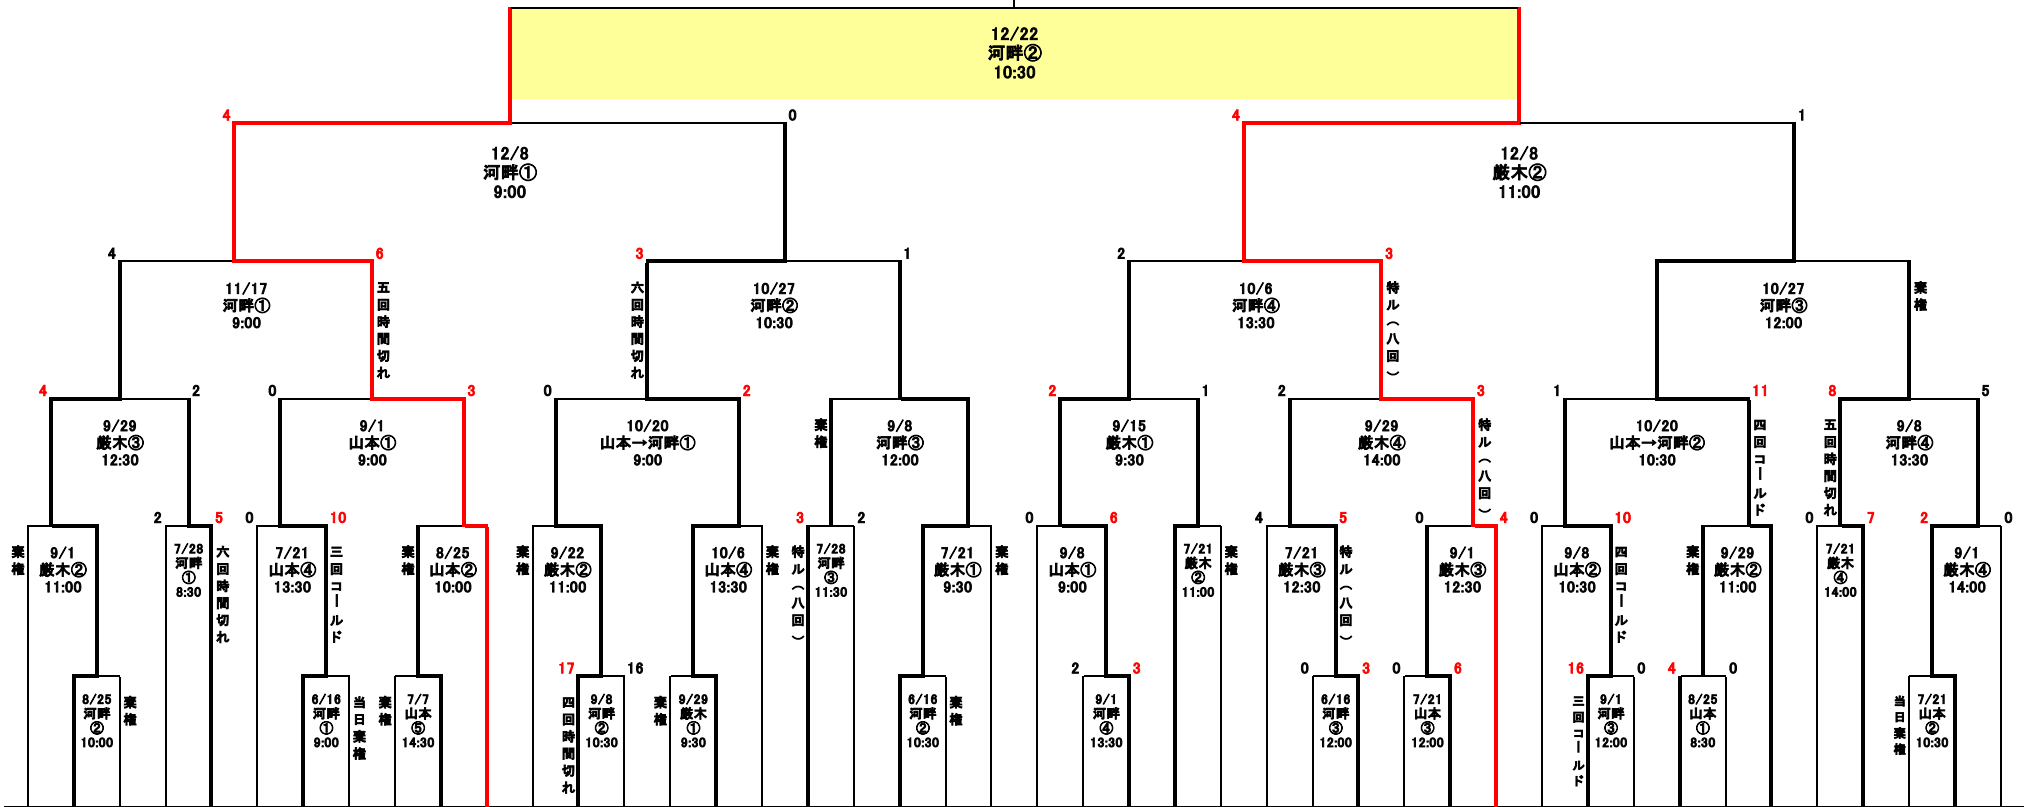 12/22
河畔②
10:30
4
0
4
1
12/8
河畔①
9:00
12/8
厳木②
11:00
4
6
3
1
2
3
11/17
河畔①
9:00
五回時間切れ
六回時間切れ
10/27
河畔②
10:30
10/6
河畔④
13:30
特ル(八回)
10/27
河畔③
12:00
棄権
4
2
0
3
0
2
2
1
2
3
1
11
8
5
9/29
厳木③
12:30
9/1
山本①
9:00
10/20
山本→河畔①
9:00
棄権
9/8
河畔③
12:00
9/15
厳木①
9:30
9/29
厳木④
14:00
特ル(八回)
10/20
山本→河畔②
10:30
四回コールド
五回時間切れ
9/8
河畔④
13:30
2
5
0
10
3
2
0
6
4
5
0
4
0
10
0
7
2
0
棄権
9/1
厳木②
11:00
7/28
河畔
①
8:30
六回時間切れ
7/21
山本④
13:30
三回コールド
棄権
8/25
山本②
10:00
棄権
9/22
厳木②
11:00
10/6
山本④
13:30
棄権
特ル(八回)
7/28
河畔
③
11:30
7/21
厳木①
9:30
棄権
9/8
山本①
9:00
7/21
厳木
②
11:00
棄権
7/21
厳木③
12:30
特ル(八回)
9/1
厳木③
12:30
9/8
山本②
10:30
四回コールド
棄権
9/29
厳木②
11:00
7/21
厳木
④
14:00
9/1
厳木④
14:00
17
16
2
3
0
3
0
6
16
0
4
0
8/25
河畔
②
10:00
棄権
6/16
河畔
①
9:00
当日棄権
棄権
7/7
山本
⑤
14:30
四回時間切れ
9/8
河畔
②
10:30
棄権
9/29
厳木
①
9:30
6/16
河畔
②
10:30
棄権
9/1
河畔
④
13:30
6/16
河畔
③
12:00
7/21
山本
③
12:00
三回コールド
9/1
河畔
③
12:00
8/25
山本
①
8:30
当日棄権
7/21
山本
②
10:30